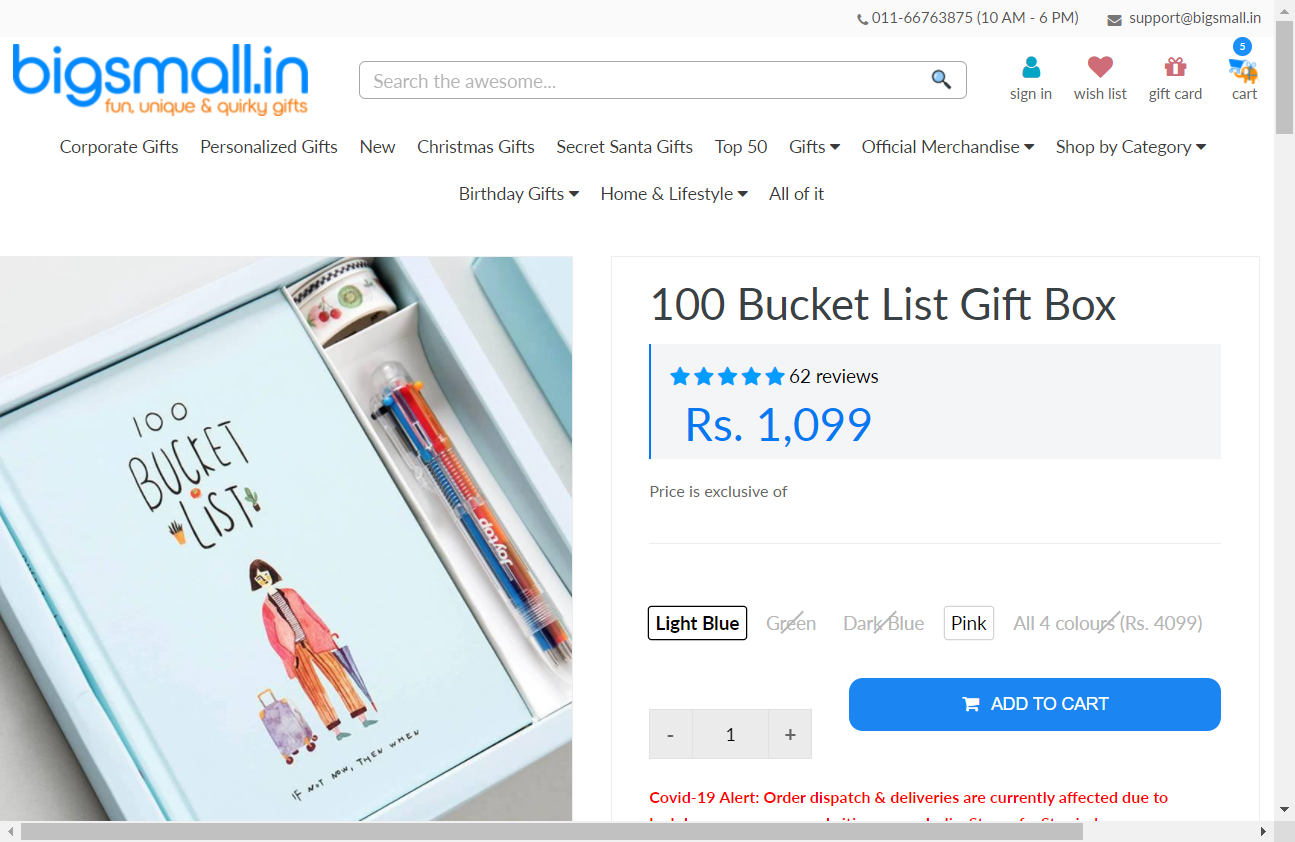 011-66763875 (10 AM - 6 PM) support@bigsmall.in
bigsmall.in
fun, unique & quirky gifts
Search the awesome...
sign in
wish list
gift card
5
cart
Corporate Gifts Personalized Gifts New Christmas Gifts Secret Santa Gifts Top 50 Gifts Official Merchandise Shop by Category
Birthday Gifts Home & Lifestyle All of it
100
BUCKET
LIST
Joytop
IF NOT NOW, THEN WHEN
100 Bucket List Gift Box
62 reviews
Rs. 1,099
Price is exclusive of
Light Blue Green Dark Blue Pink All 4 colours (Rs. 4099)
ADD TO CART
- 1 +
Covid-19 Alert: Order dispatch & deliveries are currently affected due to